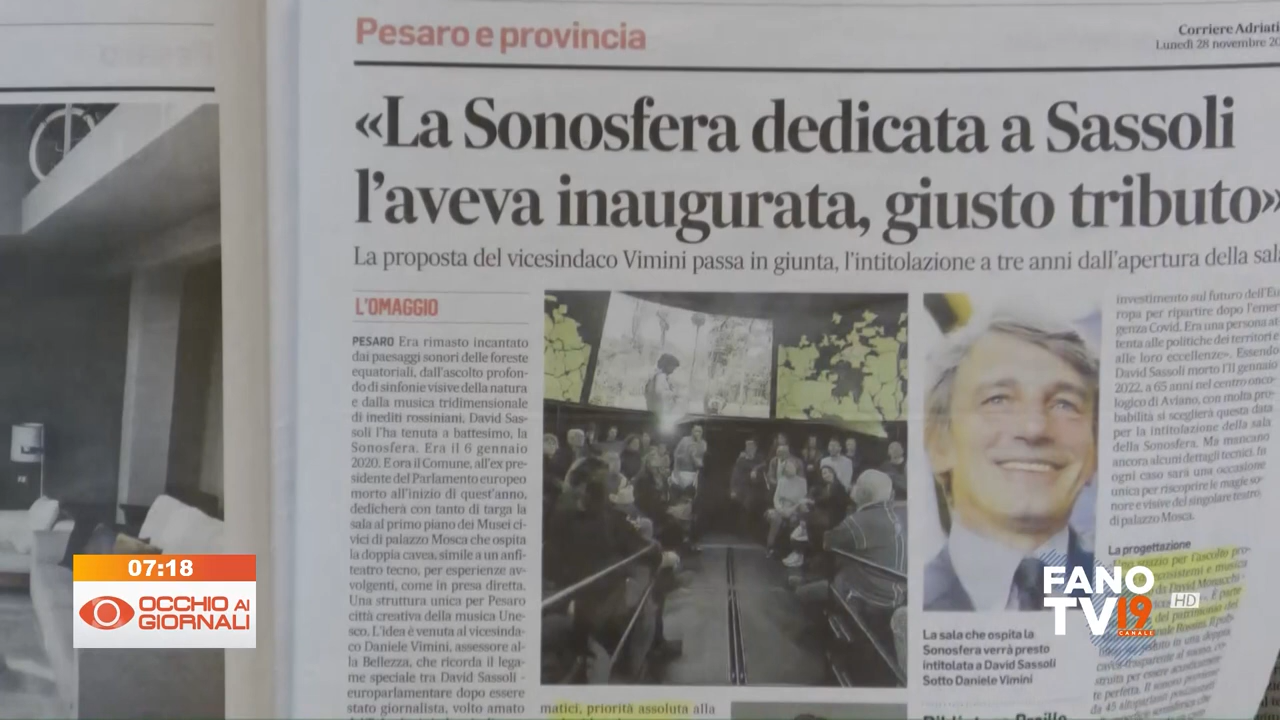 Pesaro e provincia
Corriere Adriati
Lunedì 28 novembre 20
«La Sonosfera dedicata a Sassoli
l'aveva inaugurata, giusto tributo»
La proposta del vicesindaco Vimini passa in giunta, l'intitolazione a tre anni dall'apertura della sala
L'OMAGGIO
PESARO Era rimasto incantato
dai paesaggi sonori delle foreste
equatoriali, dall'ascolto profon-
do di sinfonie visive della natura
e dalla musica tridimensionale
di inediti rossiniani, David Sas-
soli l'ha tenuta a battesimo, la
Sonosfera. Era il 6 gennaio
2020. E ora il Comune, all'ex pre-
sidente del Parlamento europeo
morto all'inizio di quest'anno,
dedicherà con tanto di targa la
sala al primo piano dei Musei ci-
vici di palazzo Mosca che ospita
la doppia cavea, simile a un anfi-
teatro tecno, per esperienze av-
volgenti, come in presa diretta.
Una struttura unica per Pesaro
città creativa della musica Une-
sco. L'idea è venuta al vicesinda-
co Daniele Vimini, assessore al-
la Bellezza, che ricorda il lega-
me speciale tra David Sassoli -
europarlamentare dopo essere
stato giornalista, volto amato
matici, priorità assoluta alla
La sala che ospita la
Sonosfera verrà presto
intitolata a David Sassoli
Sotto Daniele Vimini
investimento sul futuro dell'Eu-
ropa per ripartire dopo l'emer-
genza Covid. Era una persona at-
tenta alle politiche dei territori e
alle loro eccellenze». Essendo
David Sassoli morto l'11 gennaio
2022, a 65 anni nel centro onco-
logico di Aviano, con molta pro-
babilità si sceglierà questa data
per la intitolazione della sala
della Sonosfera. Ma mancano
ancora alcuni dettagli tecnici. In
ogni caso sarà una occasione
unica per riscoprire le magie so-
nore e visive del singolare teatro
di palazzo Mosca.
La progettazione
07:18
OCCHIO AI
GIORNALI
FANO
TV19
CANALE
HD